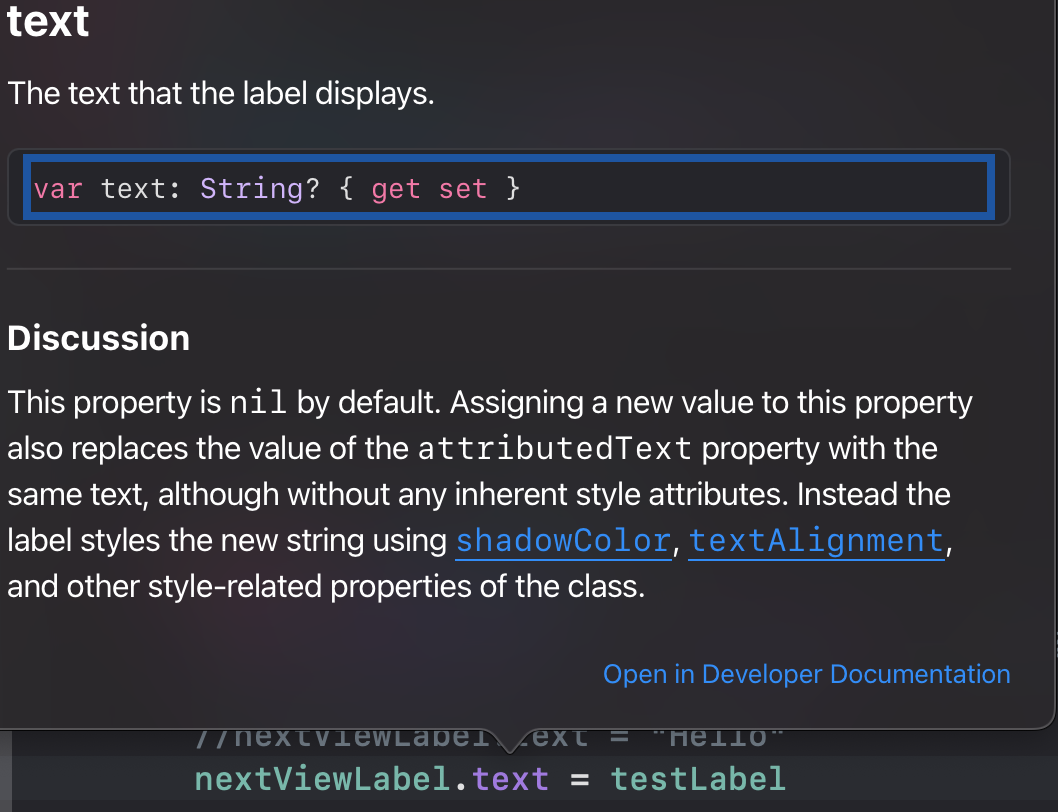 text
The text that the label displays.
var text: String? { get set }
Discussion
This property is nil by default. Assigning a new value to this property
also replaces the value of the attributedText property with the
same text, although without any inherent style attributes. Instead the
label styles the new string using shadowColor, textAlignment,
and other style-related properties of the class.
Open in Developer Documentation
//nextViewLabel.text = "Hello"
nextViewLabel.text = testLabel